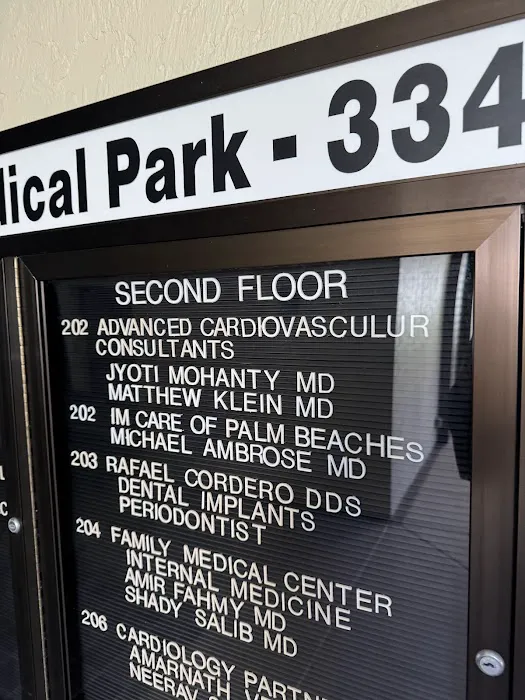 Park - 334
SECOND FLOOR
202 ADVANCED CARDIOVASCULUR
CONSULTANTS
JYOTI MOHANTY MD
MATTHEW KLEIN MD
202 IM CARE OF PALM BEACHES
MICHAEL AMBROSE MD
203 RAFAEL CORDERO DDS
DENTAL IMPLANTS
PERIODONTIST
204 FAMILY MEDICAL CENTER
INTERNAL MEDICINE
AMIR FAHMY MD
SHADY SALIB MD
206 CARDIOLOGY
AMARNATH
NEERAV